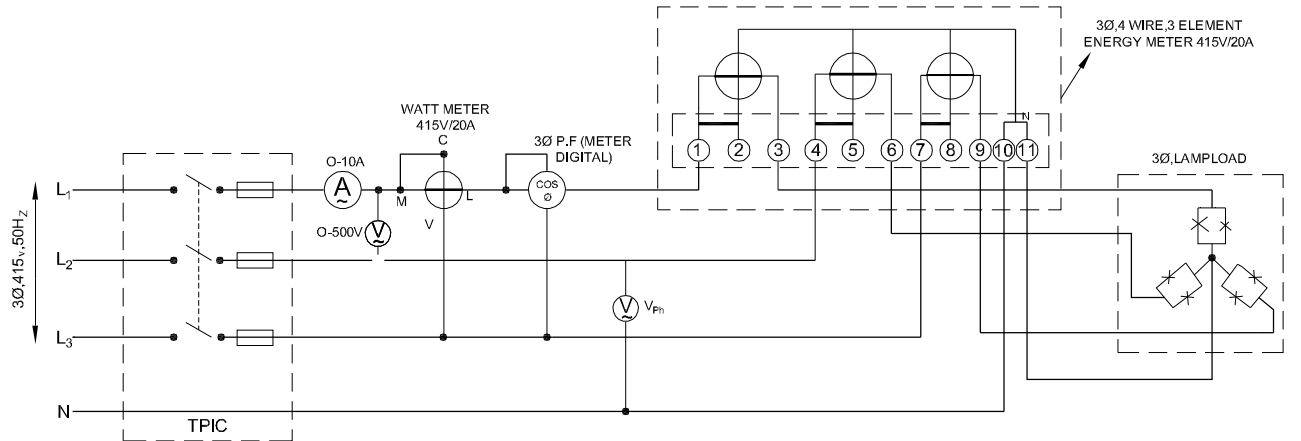 3Ø,4 WIRE,3 ELEMENT
ENERGY METER 415V/20A
WATT METER
415V/20A
C
3Ø P.F (METER
DIGITAL)
N
1 2 3 4 5 6 7 8 9 10 11
O-10A
3Ø,LAMPLOAD
L1
A
~
M
L
COS
Ø
V
O-500V
V
~
3Ø,415v,50HZ
L2
V
~
VPh
L3
N
TPIC